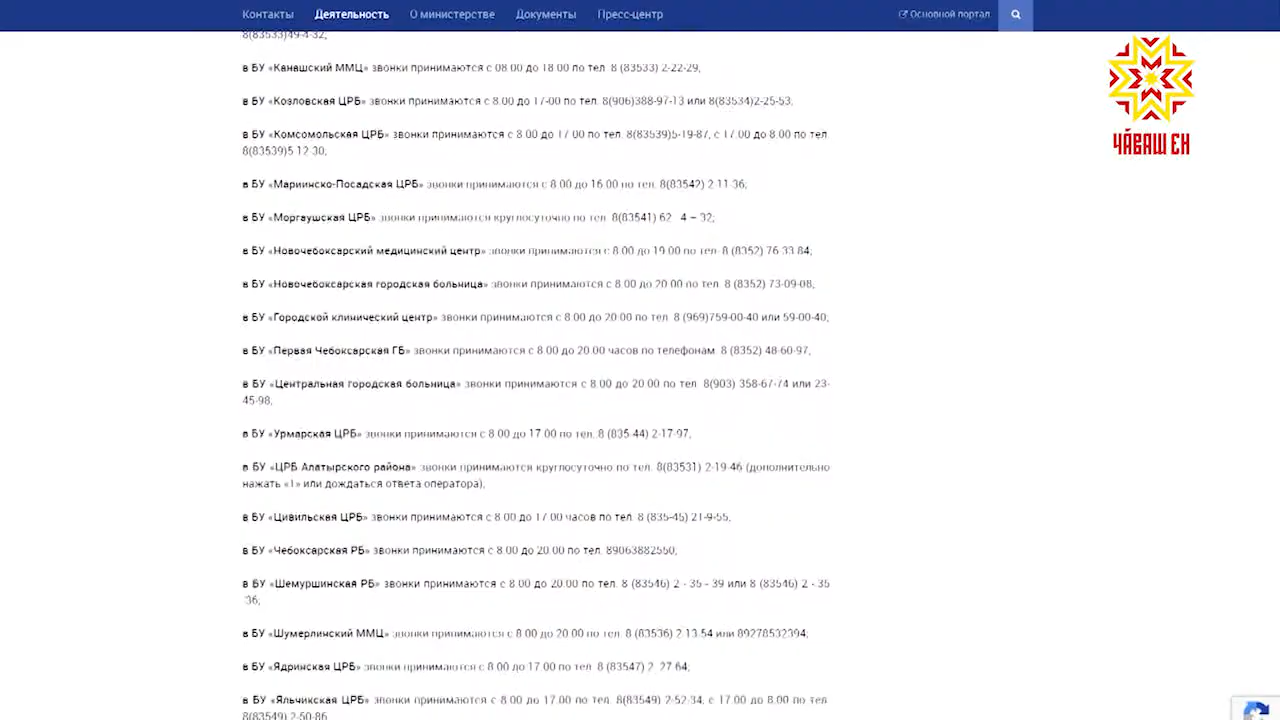 Контакты Деятельность О министерстве Документы Пресс-центр Основной портал
8(83533)49-4-32;
в БУ «Канашский ММЦ» звонки принимаются с 08.00 до 18.00 по тел. 8 (83533) 2-22-29;
в БУ «Козловская ЦРБ» звонки принимаются с 8.00 до 17-00 по тел. 8(906)388-97-13 или 8(83534)2-25-53;
в БУ «Комсомольская ЦРБ» звонки принимаются с 8.00 до 17.00 по тел. 8(83539)5-19-87, с 17.00 до 8.00 по тел.
8(83539)5-12-30;
в БУ «Мариинско-Посадская ЦРБ» звонки принимаются с 8.00 до 16.00 по тел. 8(83542) 2-11-36;
в БУ «Моргаушская ЦРБ» звонки принимаются круглосуточно по тел. 8(83541) 62 - 4 – 32;
в БУ «Новочебоксарский медицинский центр» звонки принимаются с 8.00 до 19.00 по тел. 8 (8352) 76-33-84;
в БУ «Новочебоксарская городская больница» звонки принимаются с 8.00 до 20.00 по тел. 8 (8352) 73-09-08;
в БУ «Городской клинический центр» звонки принимаются с 8.00 до 20.00 по тел. 8 (969)759-00-40 или 59-00-40;
в БУ «Первая Чебоксарская ГБ» звонки принимаются с 8.00 до 20.00 часов по телефонам: 8 (8352) 48-60-97;
в БУ «Центральная городская больница» звонки принимаются с 8.00 до 20.00 по тел. 8(903) 358-67-74 или 23-
45-98;
в БУ «Урмарская ЦРБ» звонки принимаются с 8.00 до 17.00 по тел. 8 (835-44) 2-17-97;
в БУ «ЦРБ Алатырского района» звонки принимаются круглосуточно по тел. 8(83531) 2-19-46 (дополнительно
нажать «1» или дождаться ответа оператора);
в БУ «Цивильская ЦРБ» звонки принимаются с 8.00 до 17.00 часов по тел. 8 (835-45) 21-9-55;
в БУ «Чебоксарская РБ» звонки принимаются с 8.00 до 20.00 по тел. 89063882550;
в БУ «Шемуршинская РБ» звонки принимаются с 8.00 до 20.00 по тел. 8 (83546) 2 - 35 - 39 или 8 (83546) 2 - 35
-36;
в БУ «Шумерлинский ММЦ» звонки принимаются с 8.00 до 20.00 по тел. 8 (83536) 2-13-54 или 89278532394;
в БУ «Ядринская ЦРБ» звонки принимаются с 8.00 до 17.00 по тел. 8 (83547) 2- 27-64;
в БУ «Яльчикская ЦРБ» звонки принимаются с 8.00 до 17.00 по тел. 8(83549) 2-52-34, с 17.00 до 8.00 по тел.
8(83549) 2-50-86
ЧӐВАШ ЕН